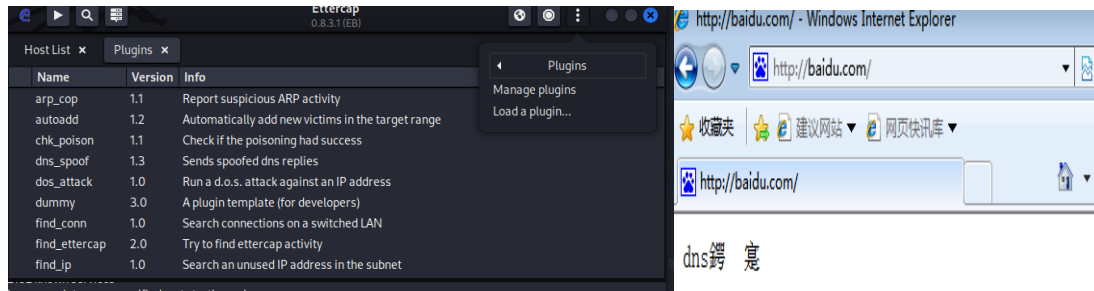 Ettercap
0.8.3.1 (EB)
Host List ×
Plugins ×
Name Version Info
arp_cop 1.1 Report suspicious ARP activity
autoadd 1.2 Automatically add new victims in the target range
chk_poison 1.1 Check if the poisoning had success
dns_spoof 1.3 Sends spoofed dns replies
dos_attack 1.0 Run a d.o.s. attack against an IP address
dummy 3.0 A plugin template (for developers)
find_conn 1.0 Search connections on a switched LAN
find_ettercap 2.0 Try to find ettercap activity
find_ip 1.0 Search an unused IP address in the subnet
Plugins
Manage plugins
Load a plugin...
http://baidu.com/ - Windows Internet Explorer
http://baidu.com/
收藏夹 建议网站 网页快讯库
http://baidu.com/
dns鍔 寔